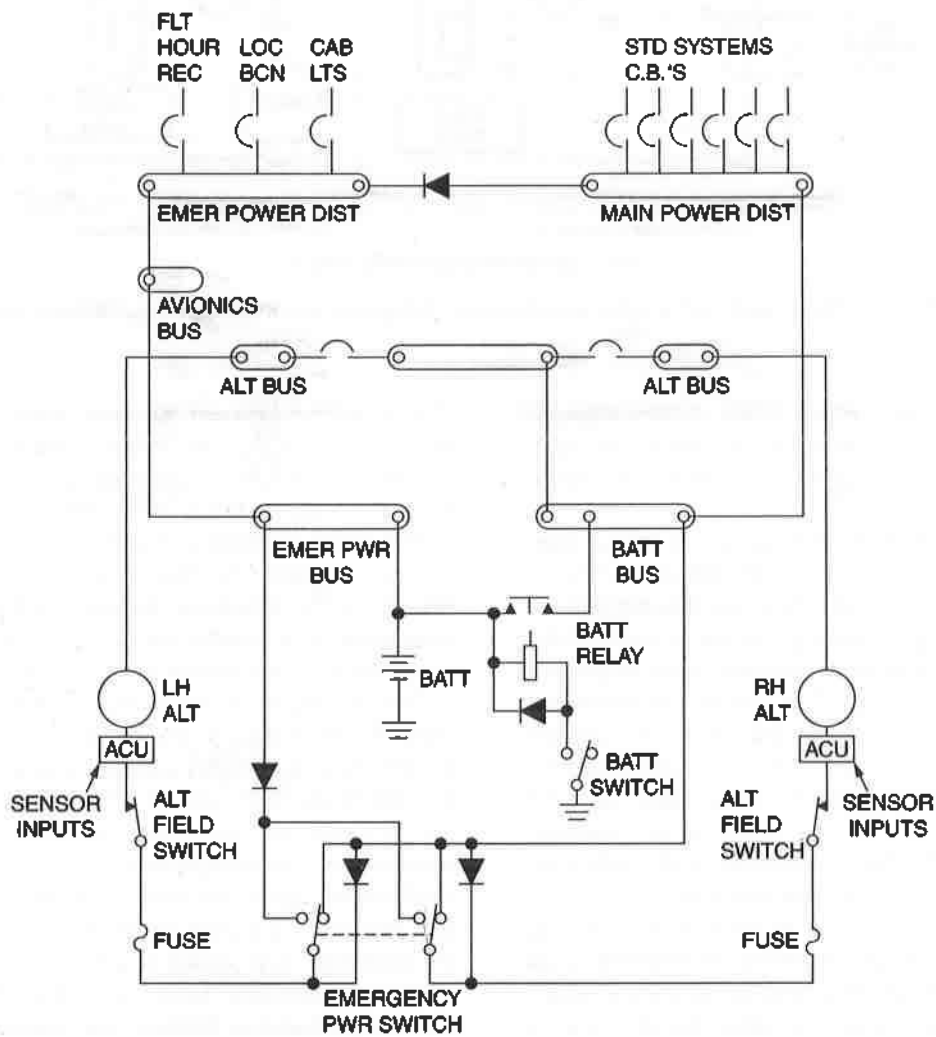 FLT
HOUR
REC
LOC
BCN
CAB
LTS
STD SYSTEMS
C.B.'S
EMER POWER DIST
MAIN POWER DIST
AVIONICS
BUS
ALT BUS
ALT BUS
EMER PWR
BUS
BATT
BUS
BATT
RELAY
BATT
LH
ALT
RH
ALT
ACU
ACU
BATT
SWITCH
SENSOR
INPUTS
ALT
FIELD
SWITCH
ALT
FIELD
SWITCH
SENSOR
INPUTS
FUSE
FUSE
EMERGENCY
PWR SWITCH